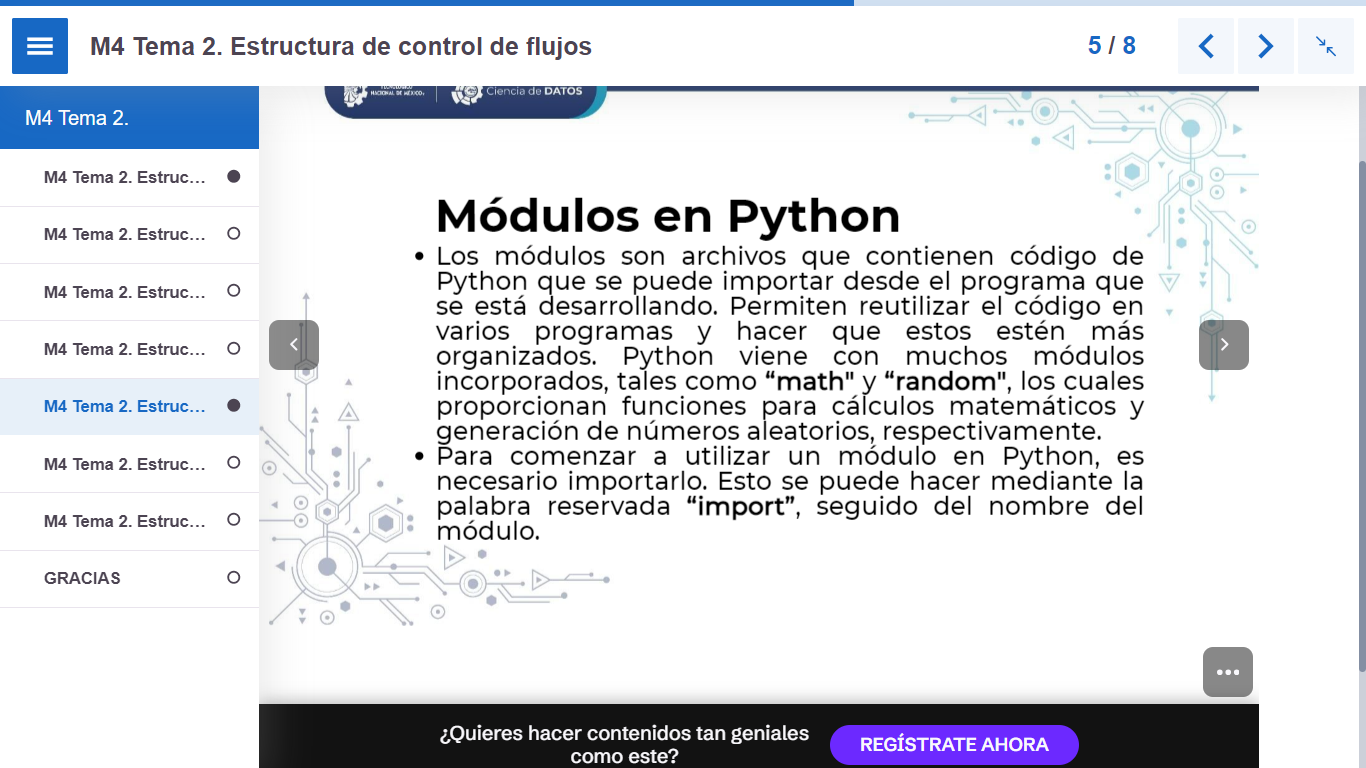 M4 Tema 2. Estructura de control de flujos
5 / 8
M4 Tema 2.
M4 Tema 2. Estruc...
M4 Tema 2. Estruc...
M4 Tema 2. Estruc...
M4 Tema 2. Estruc...
M4 Tema 2. Estruc...
M4 Tema 2. Estruc...
M4 Tema 2. Estruc...
GRACIAS
TECNOLÓGICO
NACIONAL DE MÉXICO
Ciencia de DATOS
Módulos en Python
• Los módulos son archivos que contienen código de
Python que se puede importar desde el programa que
se está desarrollando. Permiten reutilizar el código en
varios programas y hacer que estos estén más
organizados. Python viene con muchos módulos
incorporados, tales como “math" y “random", los cuales
proporcionan funciones para cálculos matemáticos y
generación de números aleatorios, respectivamente.
• Para comenzar a utilizar un módulo en Python, es
necesario importarlo. Esto se puede hacer mediante la
palabra reservada “import”, seguido del nombre del
módulo.
¿Quieres hacer contenidos tan geniales
como este?
REGÍSTRATE AHORA